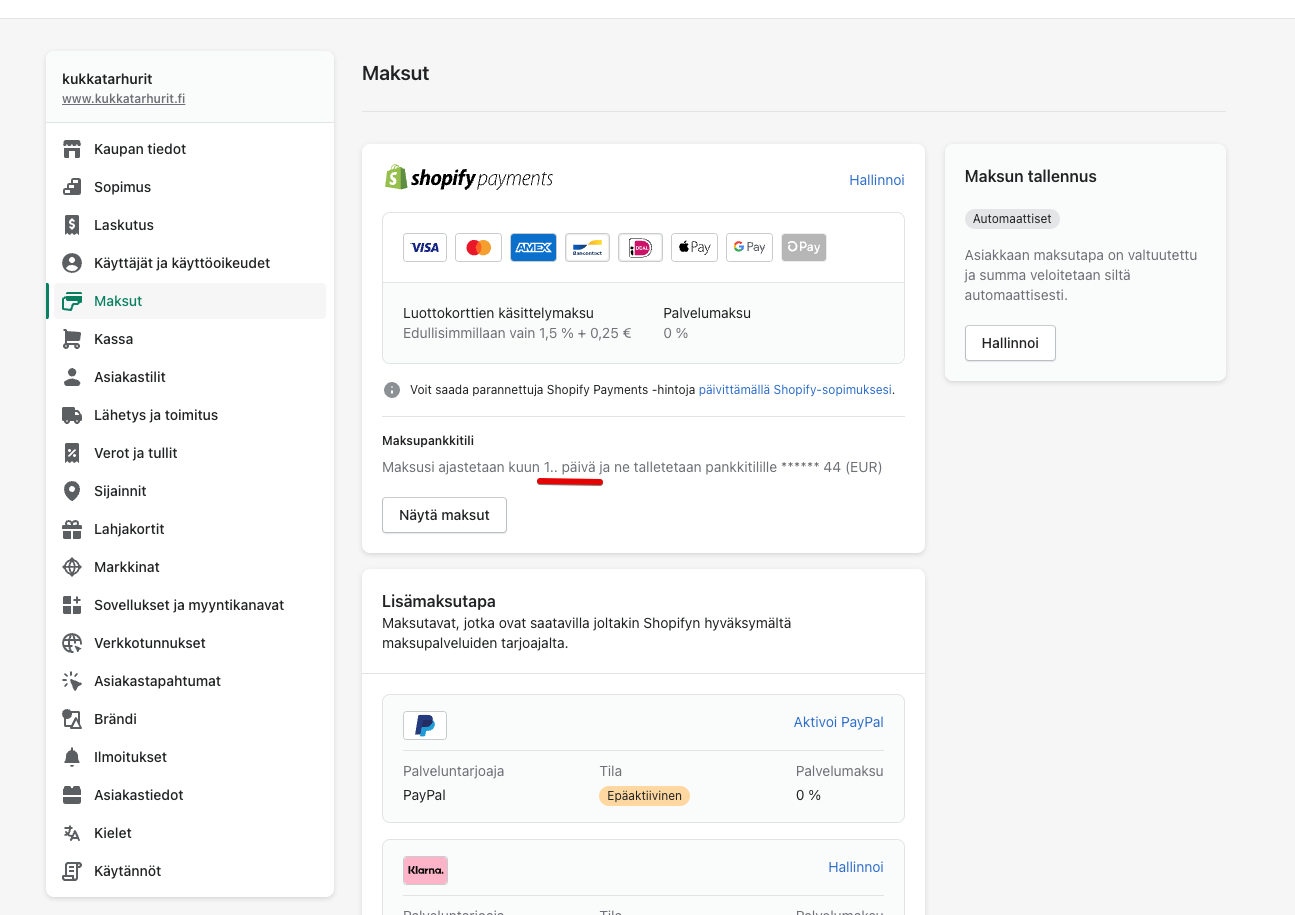 kukkatarhurit
www.kukkatarhurit.fi
Kaupan tiedot
Sopimus
Laskutus
Käyttäjät ja käyttöoikeudet
Maksut
Kassa
Asiakastilit
Lähetys ja toimitus
Verot ja tullit
Sijainnit
Lahjakortit
Markkinat
Sovellukset ja myyntikanavat
Verkkotunnukset
Asiakastapahtumat
Brändi
Ilmoitukset
Asiakastiedot
Kielet
Käytännöt
Maksut
shopify payments
Hallinnoi
VISA
AMEX
Bancontact
iDEAL
Pay
G Pay
Pay
Luottokorttien käsittelymaksu
Edullisimmillaan vain 1,5 % + 0,25 €
Palvelumaksu
0 %
Voit saada parannettuja Shopify Payments -hintoja päivittämällä Shopify-sopimuksesi.
Maksupankkitili
Maksusi ajastetaan kuun 1.. päivä ja ne talletetaan pankkitilille ****** 44 (EUR)
Näytä maksut
Lisämaksutapa
Maksutavat, jotka ovat saatavilla joltakin Shopifyn hyväksymältä
maksupalveluiden tarjoajalta.
Aktivoi PayPal
Palveluntarjoaja
PayPal
Tila
Epäaktiivinen
Palvelumaksu
0 %
Klarna.
Hallinnoi
Palveluntarjoaja
Tila
Palvelumaksu
Maksun tallennus
Automaattiset
Asiakkaan maksutapa on valtuutettu
ja summa veloitetaan siltä
automaattisesti.
Hallinnoi